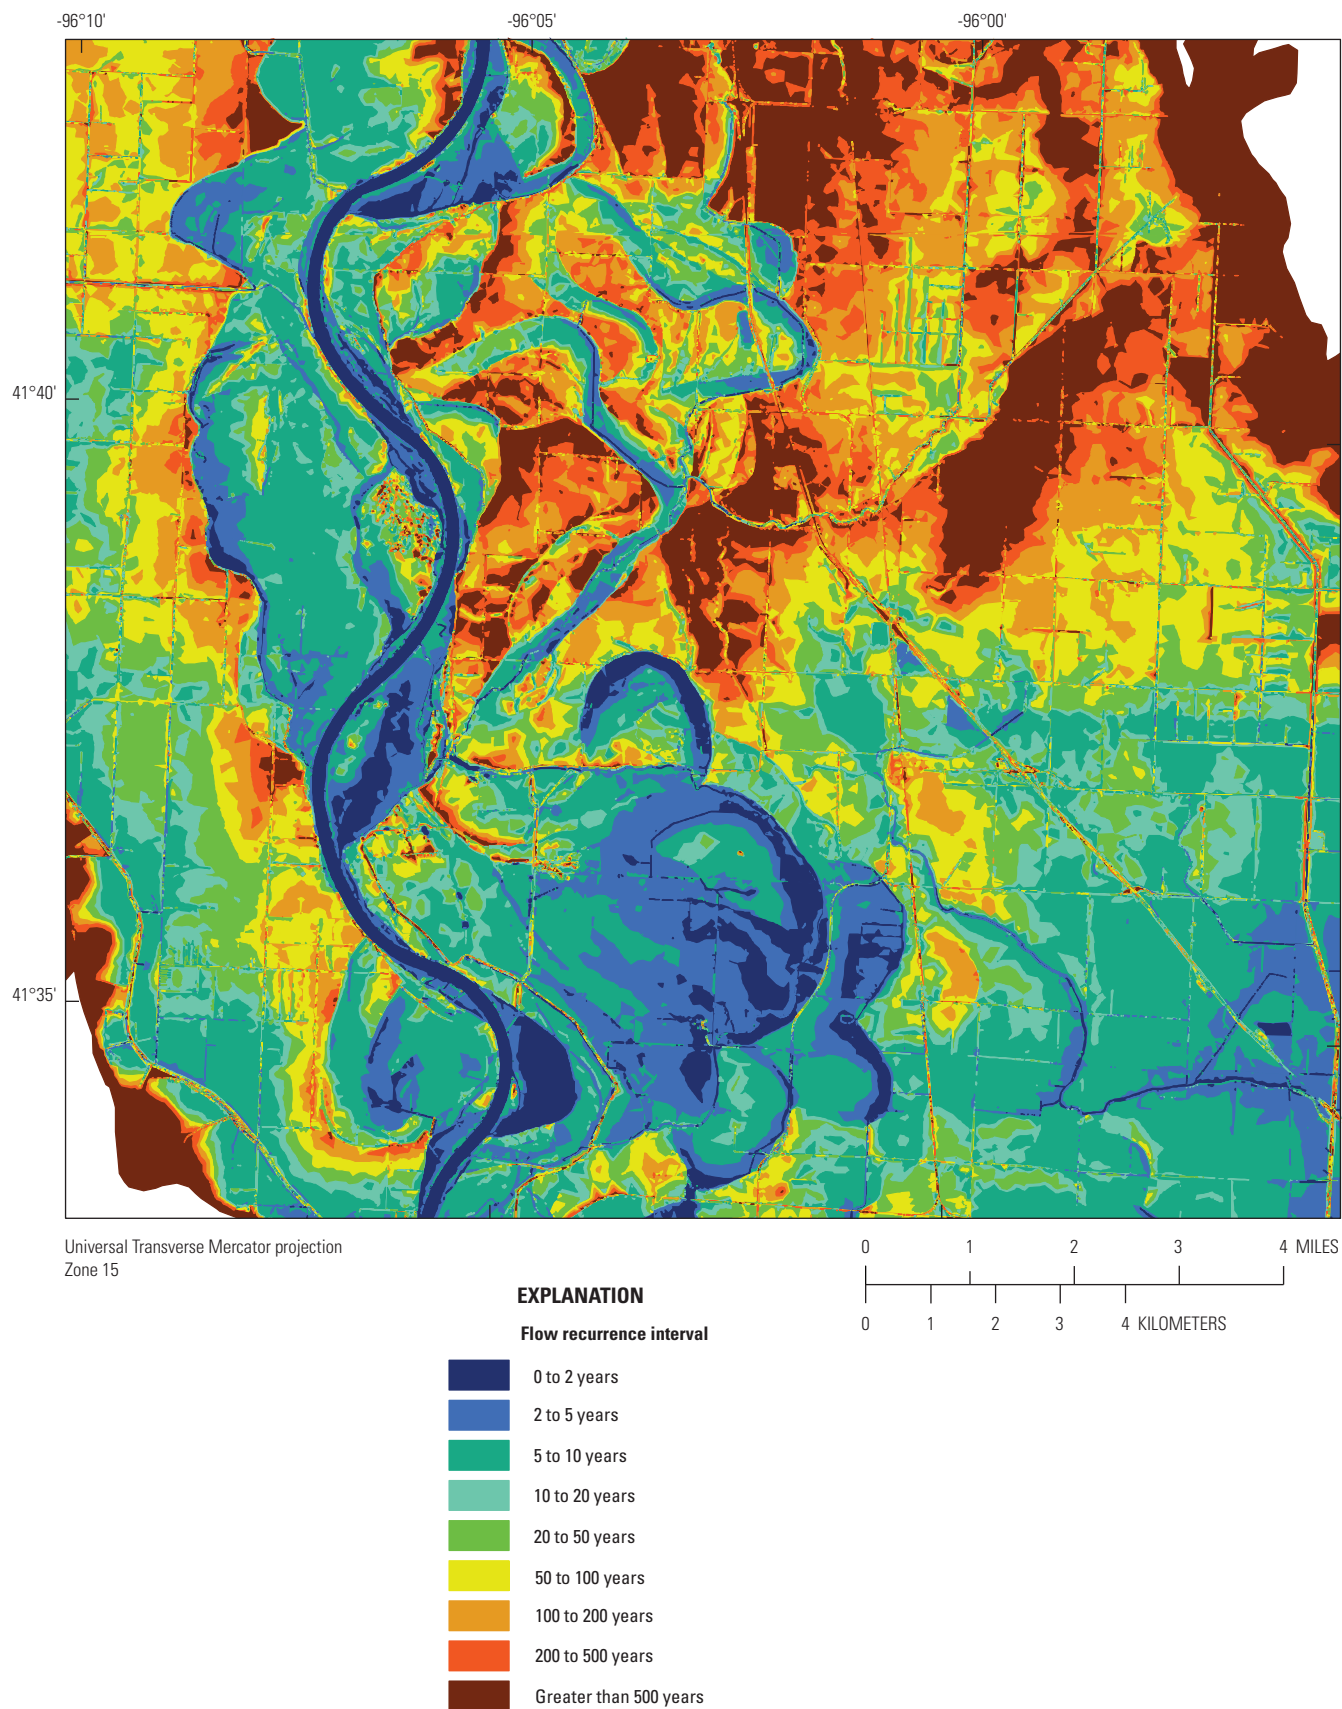 -96°10' -96°05' -96°00'
41°40'
41°35'
Universal Transverse Mercator projection
Zone 15
0 1 2 3 4 MILES
0 1 2 3 4 KILOMETERS
EXPLANATION
Flow recurrence interval
0 to 2 years
2 to 5 years
5 to 10 years
10 to 20 years
20 to 50 years
50 to 100 years
100 to 200 years
200 to 500 years
Greater than 500 years